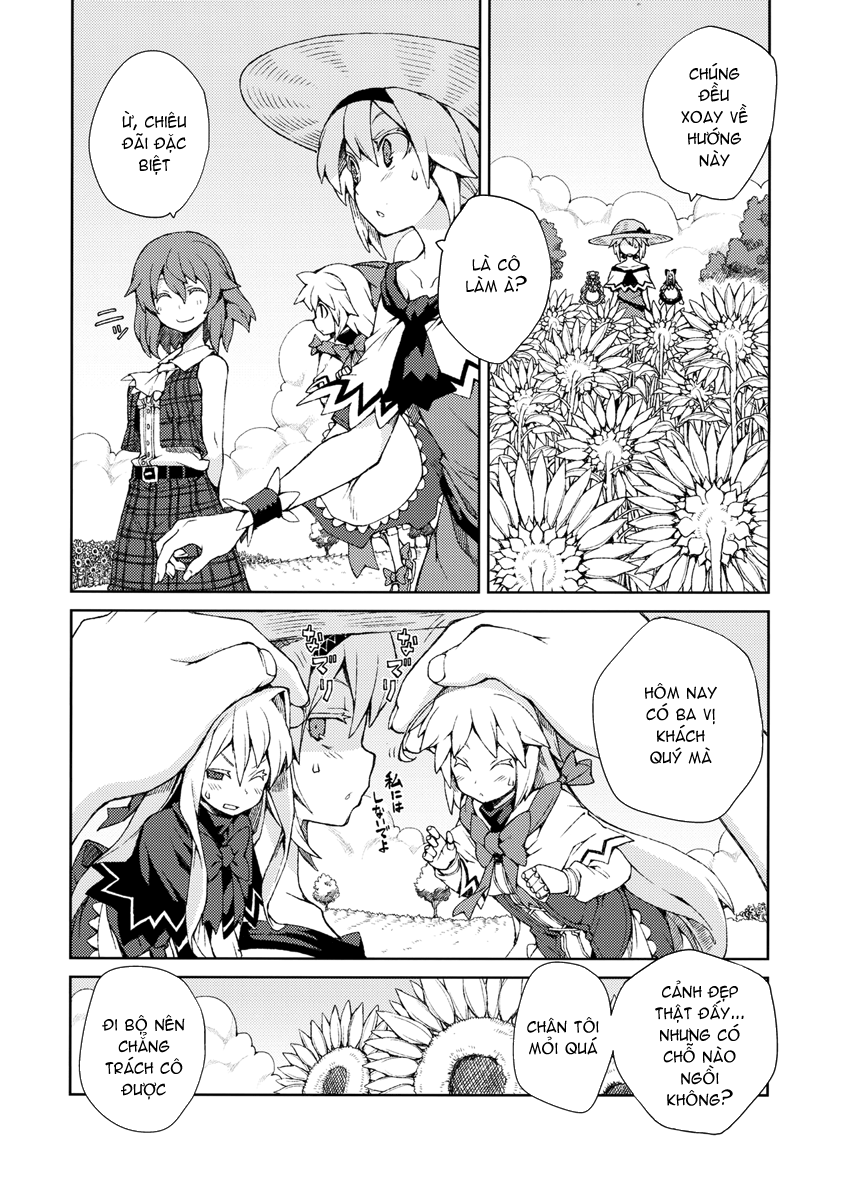 CHÚNG
ĐỀU
XOAY VỀ
HƯỚNG
NÀY
LÀ CÔ
LÀM À?
Ừ, CHIÊU
ĐÃI ĐẶC
BIỆT
ニッ
HÔM NAY
CÓ BA VỊ
KHÁCH
QUÝ MÀ
なでり
なでり
私には
しないでよ
CẢNH ĐẸP
THẬT ĐẤY...
NHƯNG CÓ
CHỖ NÀO
NGỒI
KHÔNG?
CHÂN TÔI
MỎI QUÁ
ĐI BỘ NÊN
CHẲNG
TRÁCH CÔ
ĐƯỢC